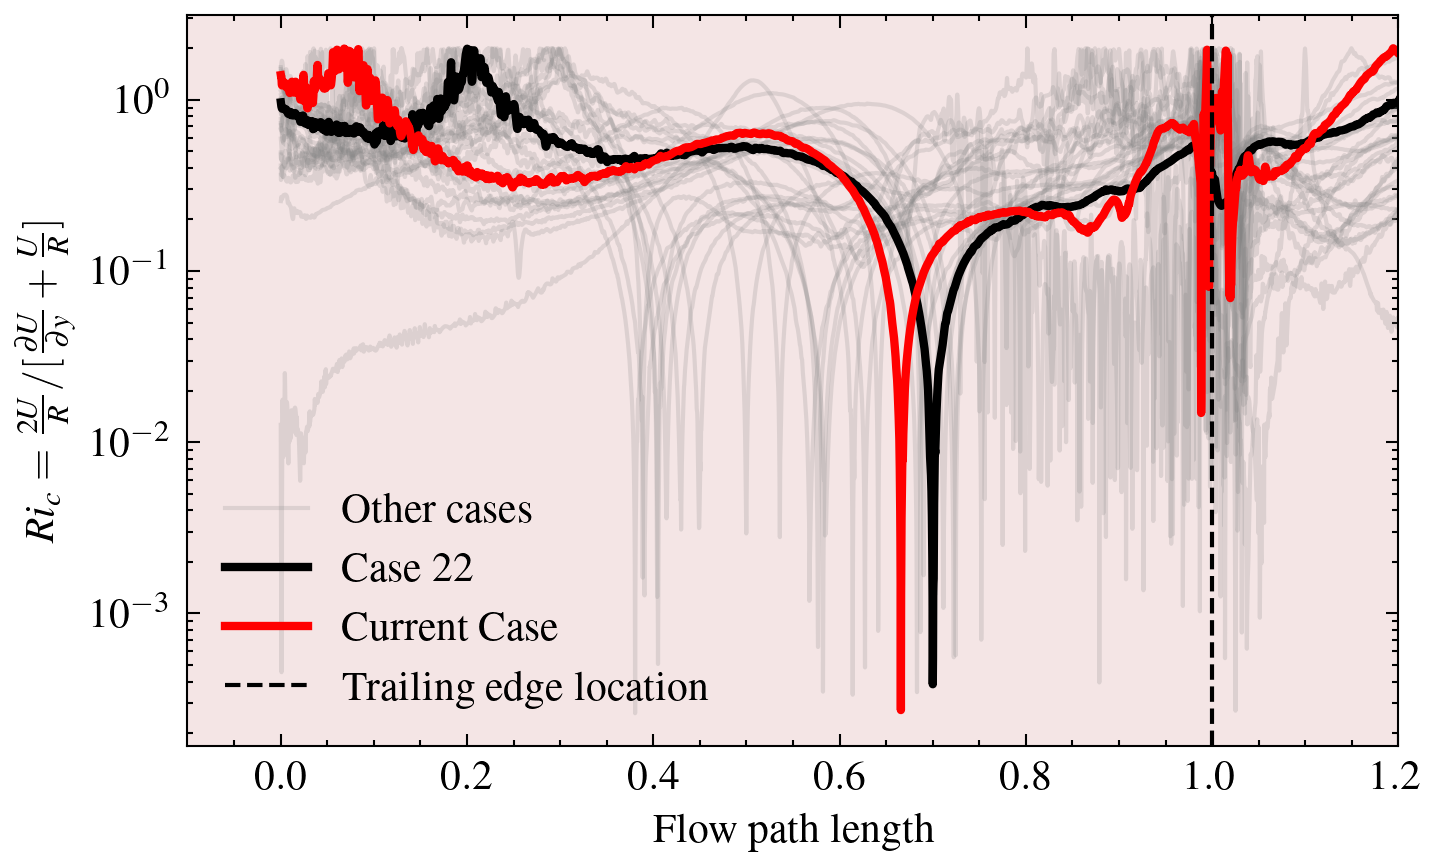 Ri_c = 2U/R / [∂U/∂y + U/R]
10^0
10^−1
10^−2
10^−3
Other cases
Case 22
Current Case
Trailing edge location
0.0 0.2 0.4 0.6 0.8 1.0 1.2
Flow path length